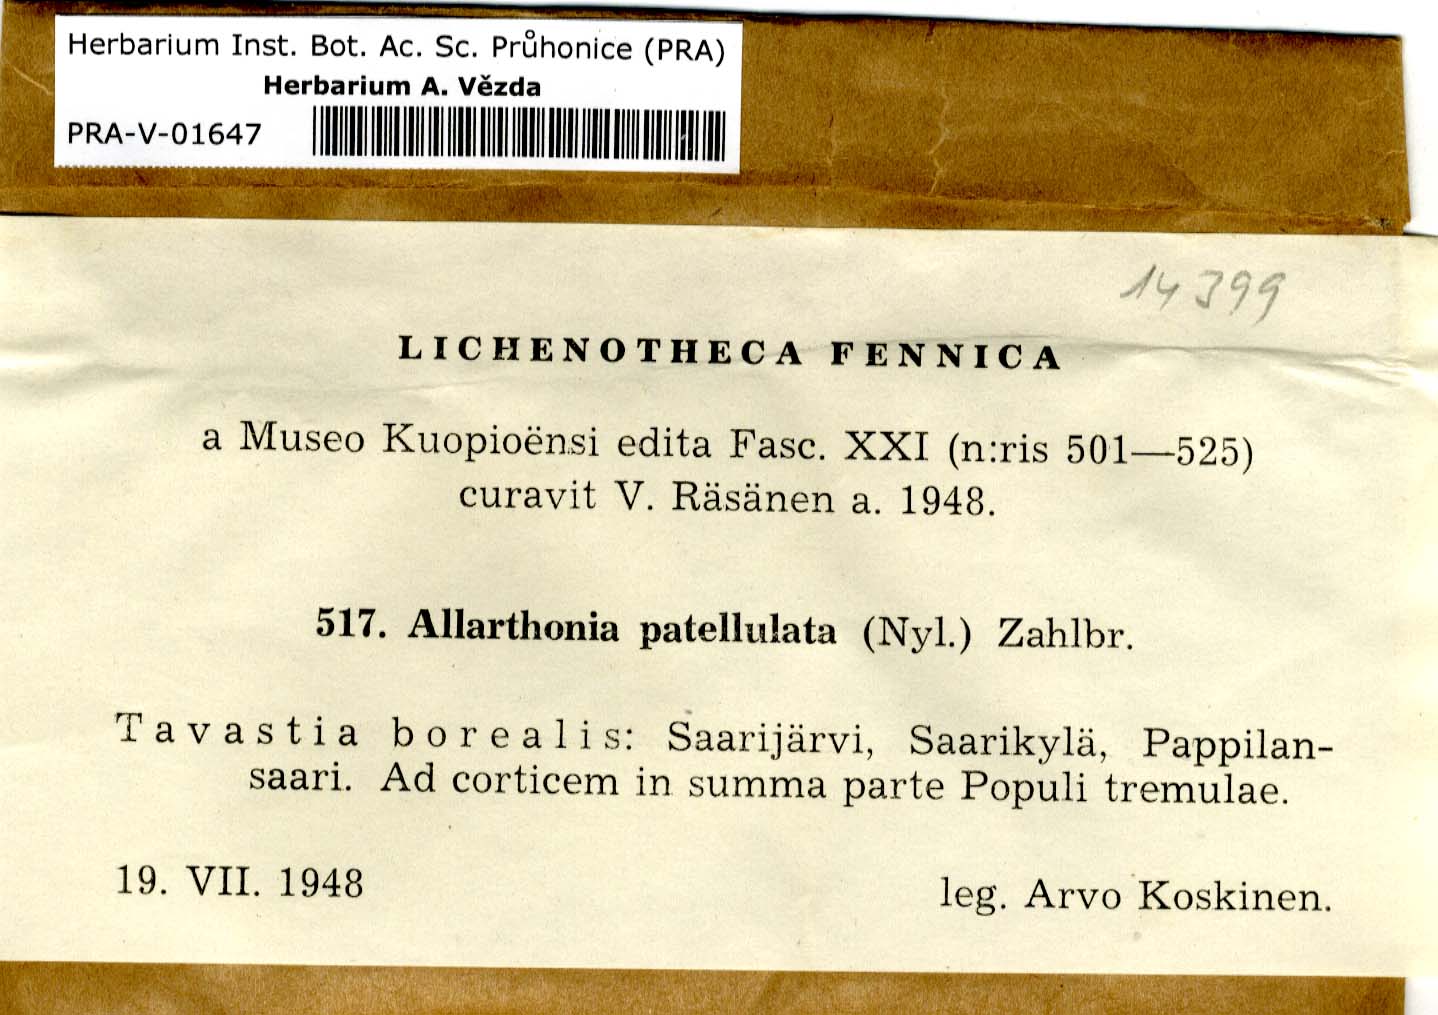 Herbarium Inst. Bot. Ac. Sc. Průhonice (PRA)
Herbarium A. Vězda
PRA-V-01647
14399
LICHENOTHECA FENNICA
a Museo Kuopioënsi edita Fasc. XXI (n:ris 501—525)
curavit V. Räsänen a. 1948.
517. Allarthonia patellulata (Nyl.) Zahlbr.
Tavastia borealis: Saarijärvi, Saarikylä, Pappilan-
saari. Ad corticem in summa parte Populi tremulae.
19. VII. 1948 leg. Arvo Koskinen.